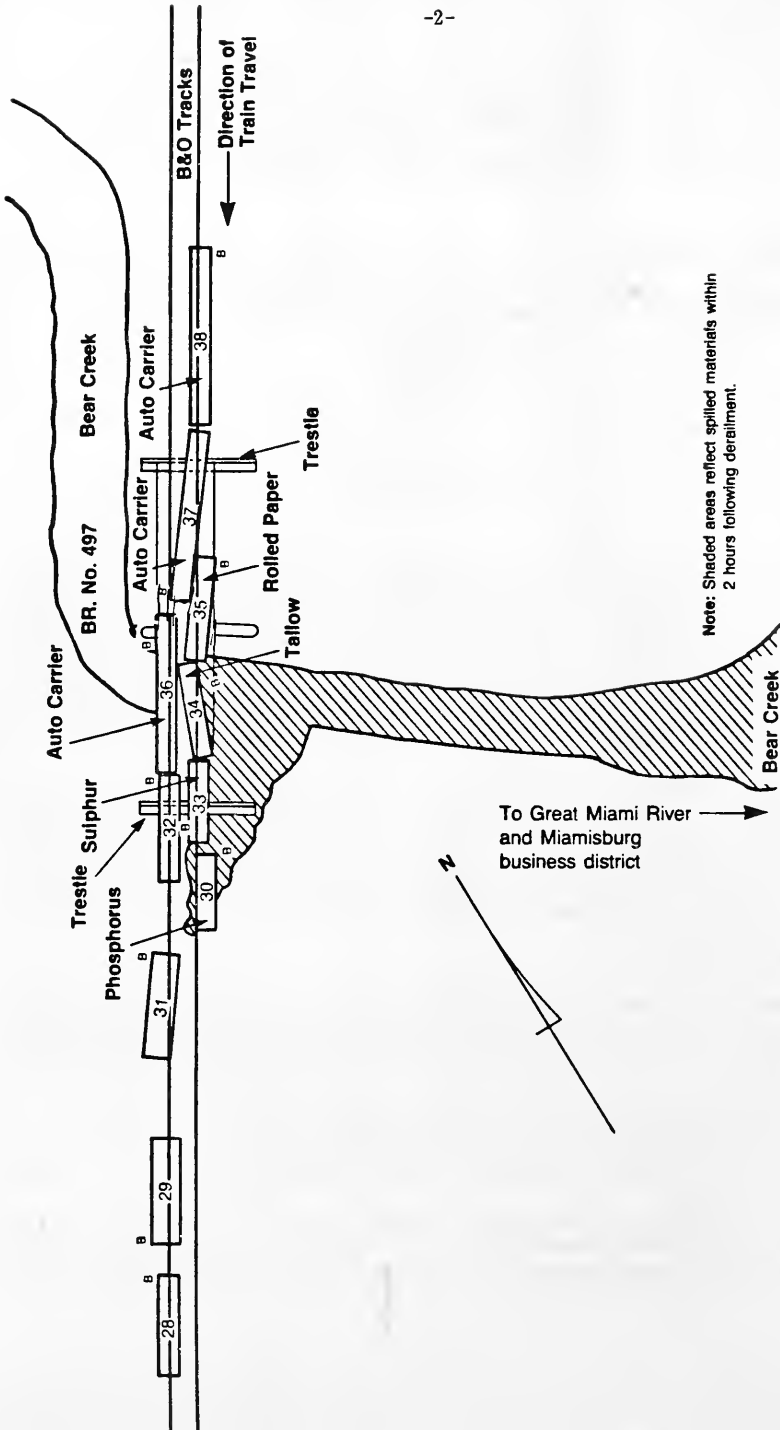 -2-
B&O Tracks
Direction of
Train Travel
Bear Creek
BR. No. 497
Auto Carrier
Auto Carrier
Auto Carrier
Trestle
Rolled Paper
Tallow
Sulphur
Trestle
Phosphorus
B
38
37
B
35
B
36
B
34
B
33
B
32
B
30
B
31
B
29
B
28
B
To Great Miami River
and Miamisburg
business district
N
Bear Creek
Note: Shaded areas reflect spilled materials within
2 hours following derailment.